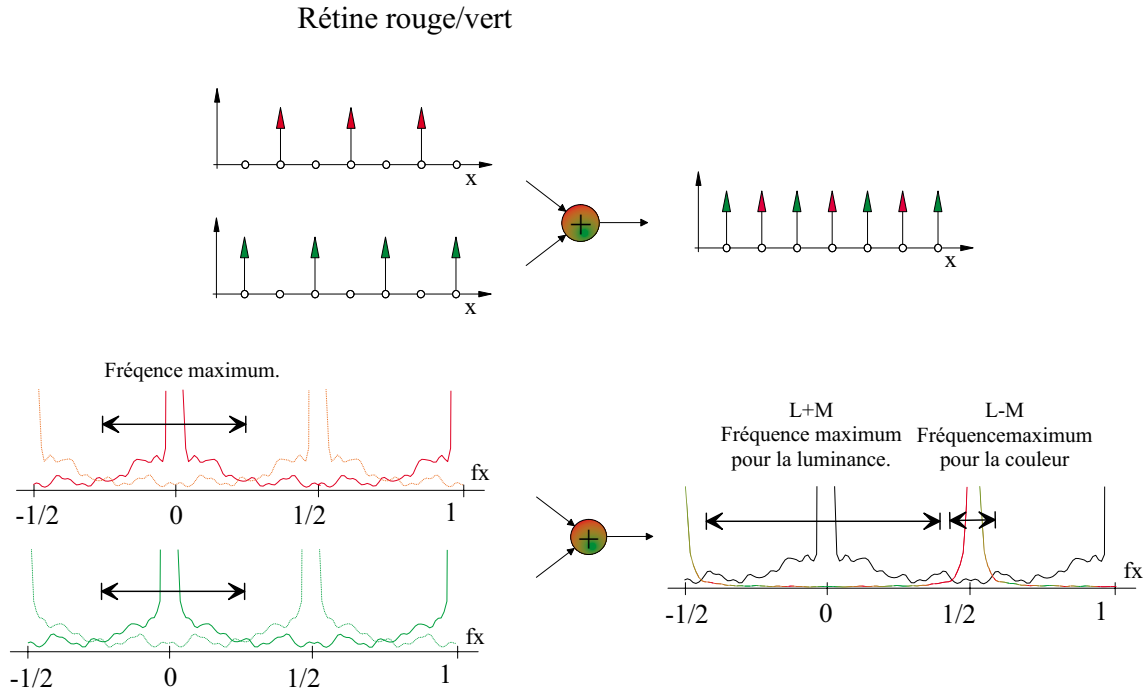 Rétine rouge/vert
x
x
x
Fréqence maximum.
fx
-1/2 0 1/2 1
fx
-1/2 0 1/2 1
L+M
Fréquence maximum
pour la luminance.
L-M
Fréquencemaximum
pour la couleur
fx
-1/2 0 1/2 1